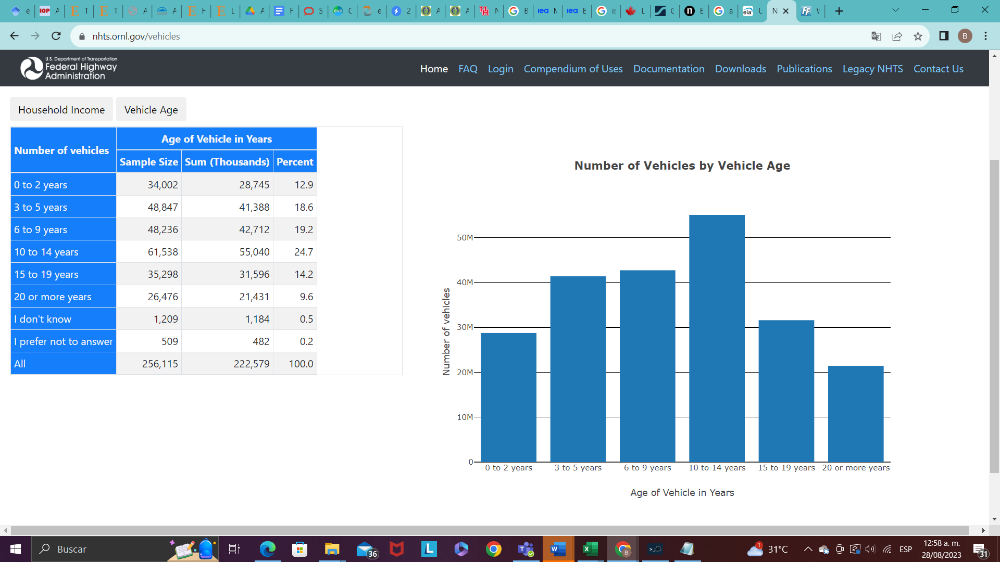 e IOP A E T E T A A E H E L A F S eva C e 2 A A N B iea N iea E is L C n E a eia U N FF V
nhts.ornl.gov/vehicles
B
U.S. Department of Transportation
Federal Highway
Administration
Home FAQ Login Compendium of Uses Documentation Downloads Publications Legacy NHTS Contact Us
Household Income Vehicle Age
Number of vehicles Age of Vehicle in Years
Sample Size Sum (Thousands) Percent
0 to 2 years 34,002 28,745 12.9
3 to 5 years 48,847 41,388 18.6
6 to 9 years 48,236 42,712 19.2
10 to 14 years 61,538 55,040 24.7
15 to 19 years 35,298 31,596 14.2
20 or more years 26,476 21,431 9.6
I don't know 1,209 1,184 0.5
I prefer not to answer 509 482 0.2
All 256,115 222,579 100.0
Number of Vehicles by Vehicle Age
50M
40M
30M
20M
10M
0
Number of vehicles
0 to 2 years 3 to 5 years 6 to 9 years 10 to 14 years 15 to 19 years 20 or more years
Age of Vehicle in Years
Buscar
36
1 31°C
ESP
12:58 a. m.
28/08/2023
31